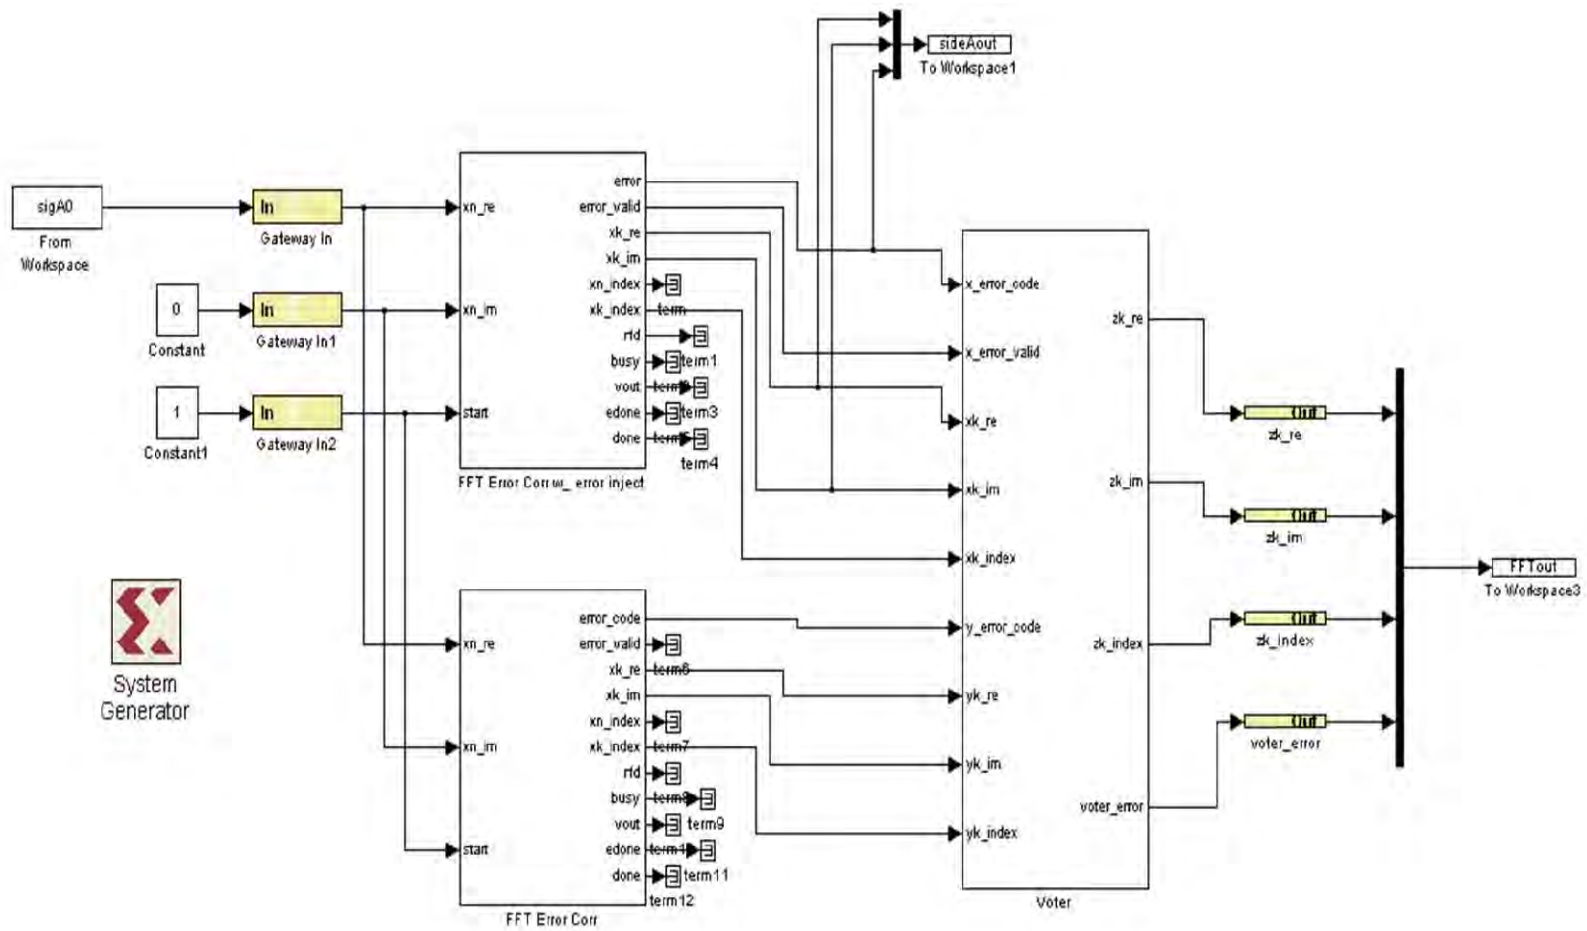 sideAout
To Workspace1
sigA0
From
Workspace
In
Gateway In
0
Constant
In
Gateway In1
1
Constant1
In
Gateway In2
xn_re
xn_im
start
error
error_valid
xk_re
xk_im
xn_index
xk_index
rfd
busy
vout
edone
done
term
term1
term3
term4
FFT Error Corr w_ error inject
System
Generator
xn_re
xn_im
start
error_code
error_valid
xk_re
xk_im
xn_index
xk_index
rfd
busy
vout
edone
done
term6
term7
term9
term11
term12
FFT Error Corr
x_error_code
x_error_valid
xk_re
xk_im
xk_index
y_error_code
yk_re
yk_im
yk_index
zk_re
zk_im
zk_index
voter_error
Voter
Out
zk_re
Out
zk_im
Out
zk_index
Out
voter_error
FFTout
To Workspace3